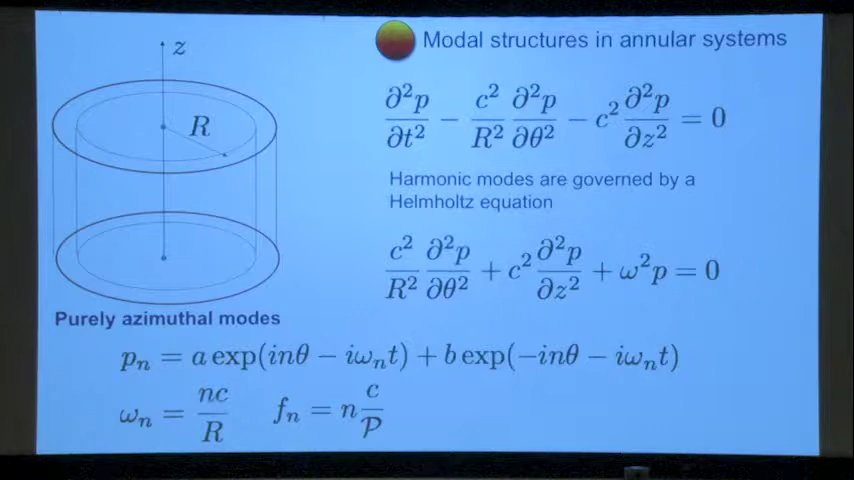 Modal structures in annular systems
z
R
∂²p/∂t² − c²/R² ∂²p/∂θ² − c² ∂²p/∂z² = 0
Harmonic modes are governed by a
Helmholtz equation
c²/R² ∂²p/∂θ² + c² ∂²p/∂z² + ω²p = 0
Purely azimuthal modes
pₙ = a exp(inθ − iωₙt) + b exp(−inθ − iωₙt)
ωₙ = nc/R fₙ = n c/𝒫